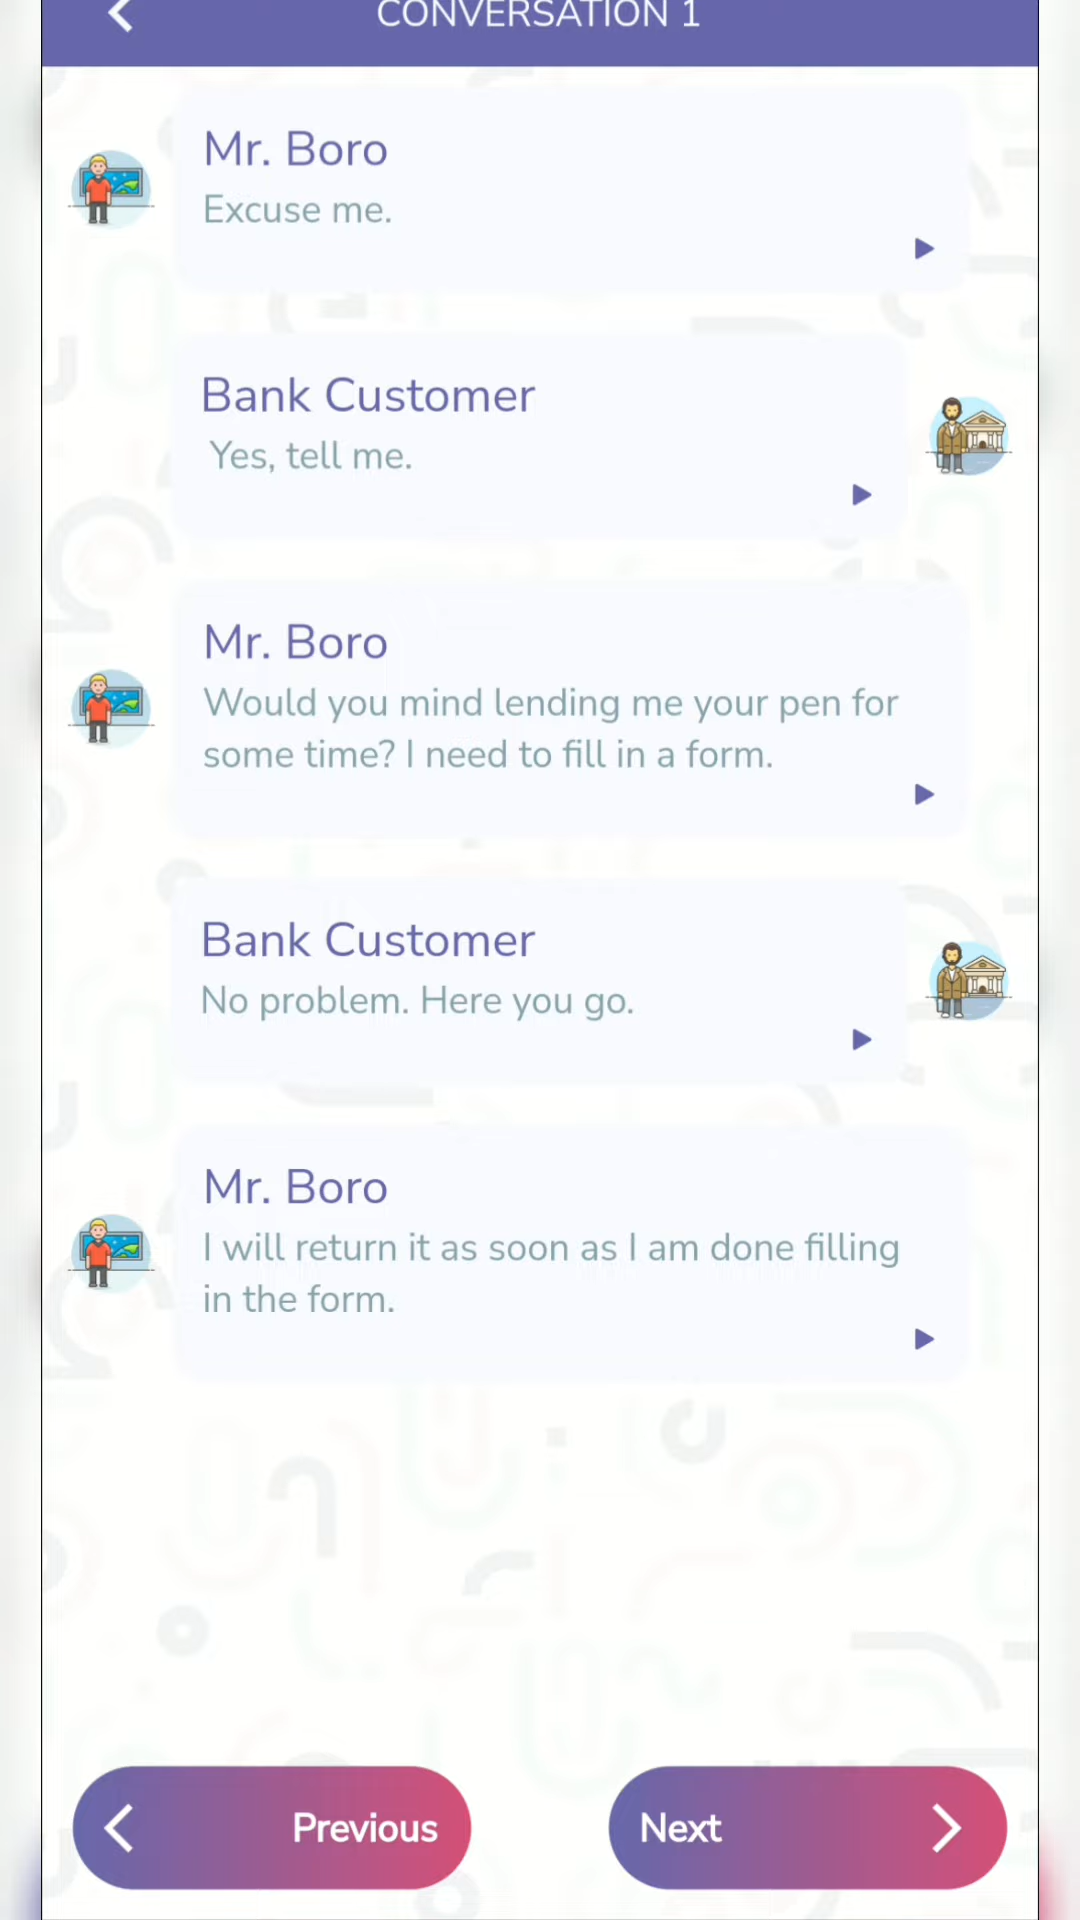 CONVERSATION 1
Mr. Boro
Excuse me.
Bank Customer
Yes, tell me.
Mr. Boro
Would you mind lending me your pen for
some time? I need to fill in a form.
Bank Customer
No problem. Here you go.
Mr. Boro
I will return it as soon as I am done filling
in the form.
Previous
Next